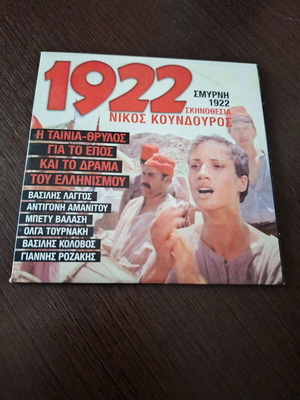 1922
ΣΜΥΡΝΗ
1922
ΣΚΗΝΟΘΕΣΙΑ
ΝΙΚΟΣ ΚΟΥΝΔΟΥΡΟΣ
Η ΤΑΙΝΙΑ-ΘΡΥΛΟΣ
ΓΙΑ ΤΟ ΕΠΟΣ
ΚΑΙ ΤΟ ΔΡΑΜΑ
ΤΟΥ ΕΛΛΗΝΙΣΜΟΥ
ΒΑΣΙΛΗΣ ΛΑΓΓΟΣ
ΑΝΤΙΓΟΝΗ ΑΜΑΝΙΤΟΥ
ΜΠΕΤΥ ΒΑΛΑΣΗ
ΟΛΓΑ ΤΟΥΡΝΑΚΗ
ΒΑΣΙΛΗΣ ΚΟΛΟΒΟΣ
ΓΙΑΝΝΗΣ ΡΟΖΑΚΗΣ